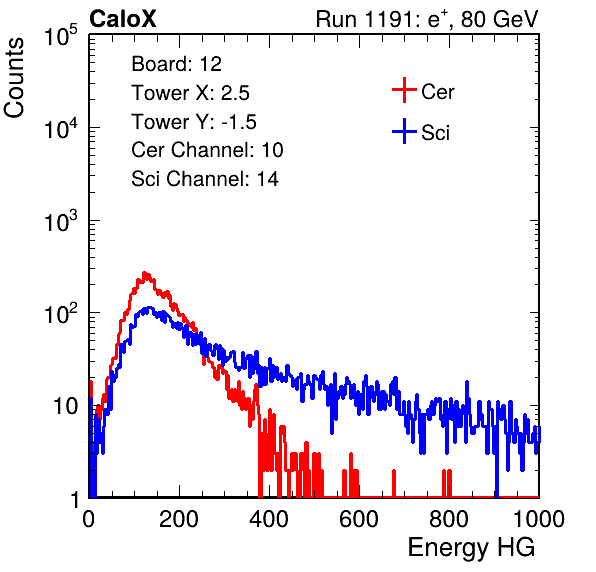 CaloX Run 1191: e⁺, 80 GeV
Counts
10⁵
10⁴
10³
10²
10
1
Board: 12
Tower X: 2.5
Tower Y: -1.5
Cer Channel: 10
Sci Channel: 14
Cer
Sci
0 200 400 600 800 1000
Energy HG